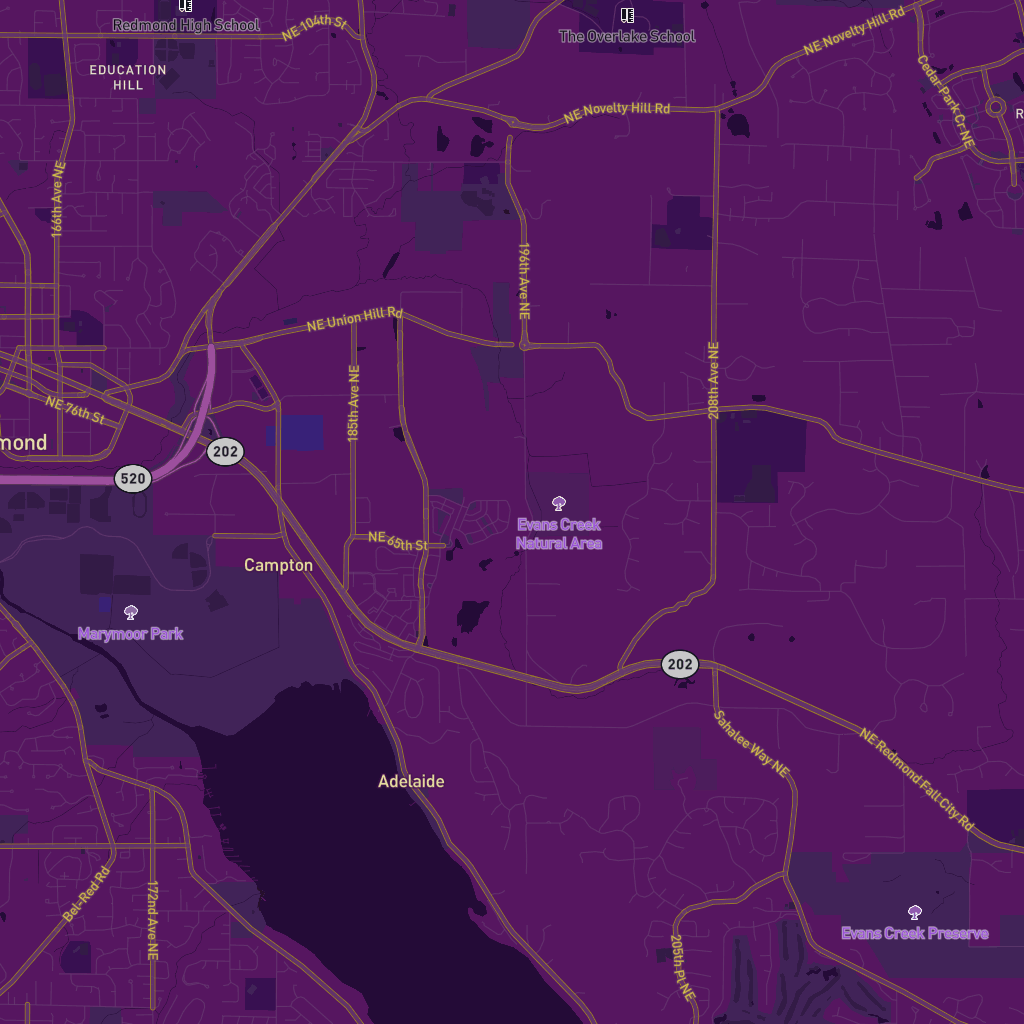 Redmond High School
NE 104th St
The Overlake School
NE Novelty Hill Rd
EDUCATION
HILL
Cedar Park Cr NE
NE Novelty Hill Rd
R
166th Ave NE
196th Ave NE
NE Union Hill Rd
208th Ave NE
185th Ave NE
NE 76th St
mond
202
520
Evans Creek
Natural Area
NE 65th St
Campton
Marymoor Park
202
Sahalee Way NE
NE Redmond Fall City Rd
Adelaide
Bel-Red Rd
172nd Ave NE
Evans Creek Preserve
205th Pl NE